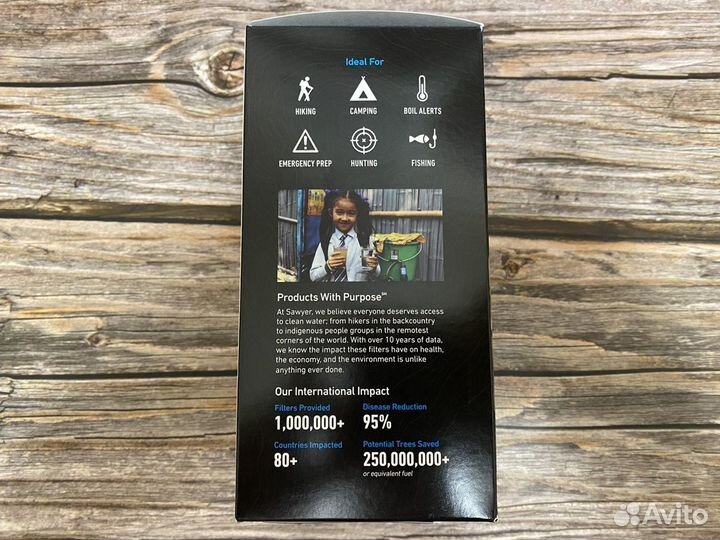 Ideal For
HIKING CAMPING BOIL ALERTS
EMERGENCY PREP HUNTING FISHING
Products With Purpose℠
At Sawyer, we believe everyone deserves access
to clean water; from hikers in the backcountry
to indigenous people groups in the remotest
corners of the world. With over 10 years of data,
we know the impact these filters have on health,
the economy, and the environment is unlike
anything ever done.
Our International Impact
Filters Provided Disease Reduction
1,000,000+ 95%
Countries Impacted Potential Trees Saved
80+ 250,000,000+
or equivalent fuel
Avito